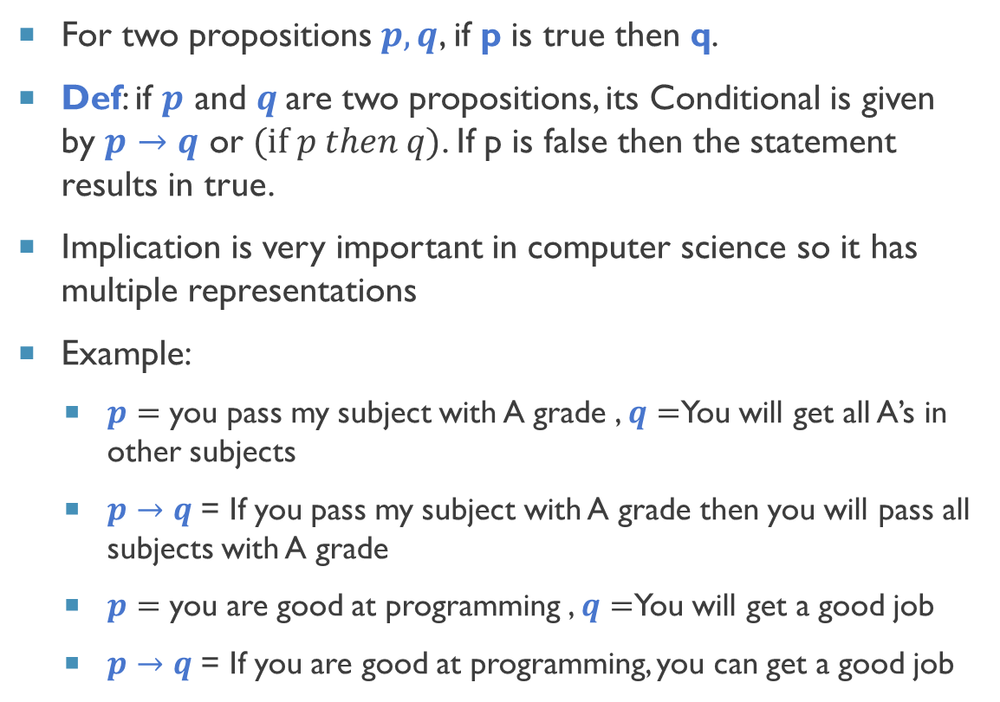 ▪ For two propositions p, q, if p is true then q.
▪ Def: if p and q are two propositions, its Conditional is given
by p → q or (if p then q). If p is false then the statement
results in true.
▪ Implication is very important in computer science so it has
multiple representations
▪ Example:
▪ p = you pass my subject with A grade , q =You will get all A’s in
other subjects
▪ p → q = If you pass my subject with A grade then you will pass all
subjects with A grade
▪ p = you are good at programming , q =You will get a good job
▪ p → q = If you are good at programming, you can get a good job